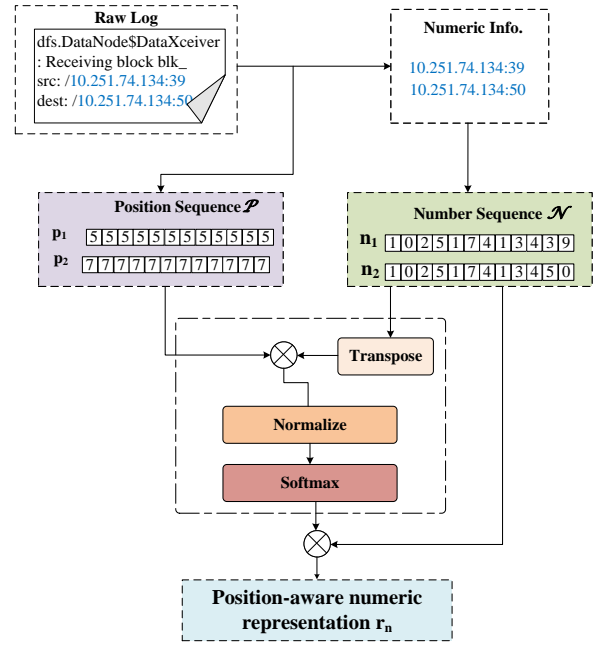 Raw Log
dfs.DataNode$DataXceiver
: Receiving block blk_
src: /10.251.74.134:39
dest: /10.251.74.134:50
Numeric Info.
10.251.74.134:39
10.251.74.134:50
Position Sequence 𝒫
p₁ 5 5 5 5 5 5 5 5 5 5 5 5
p₂ 7 7 7 7 7 7 7 7 7 7 7 7
Number Sequence 𝒩
n₁ 1 0 2 5 1 7 4 1 3 4 3 9
n₂ 1 0 2 5 1 7 4 1 3 4 5 0
Transpose
Normalize
Softmax
Position-aware numeric
representation rₙ